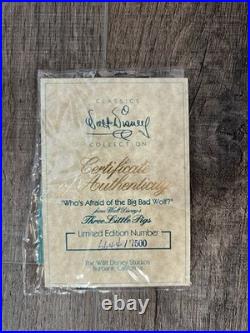 CLASSICS
Walt Disney
COLLECTION
Certificate
of Authenticity
"Who's Afraid of the Big Bad Wolf?"
from Walt Disney's
Three Little Pigs
Limited Edition Number
/7500
The Walt Disney Studios
Burbank, California